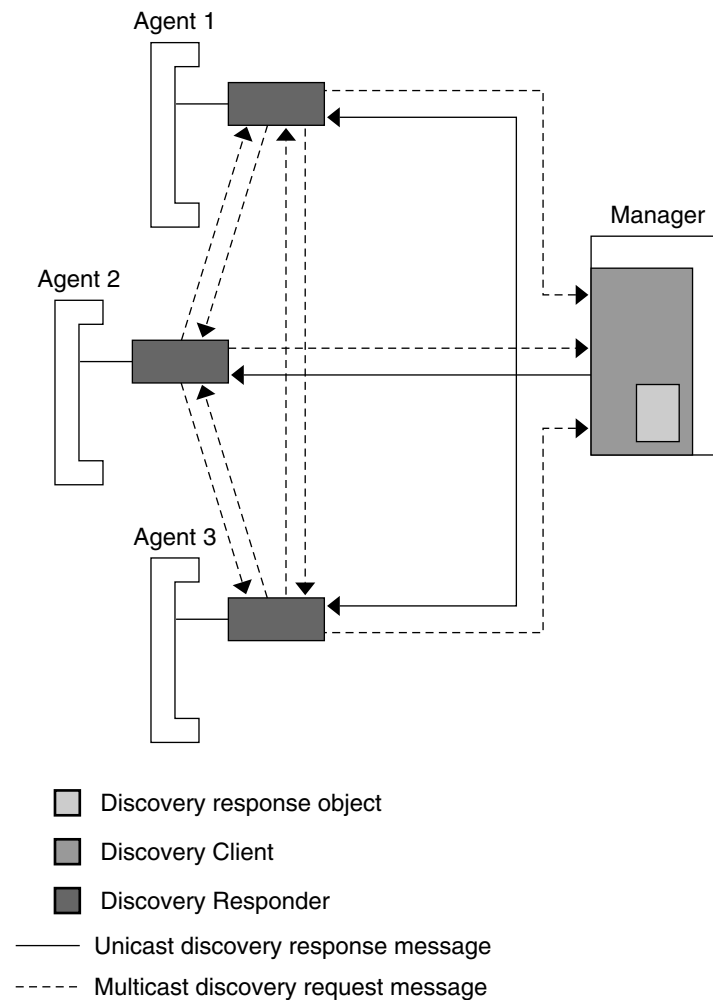 Agent 1
Manager
Agent 2
Agent 3
Discovery response object
Discovery Client
Discovery Responder
Unicast discovery response message
Multicast discovery request message